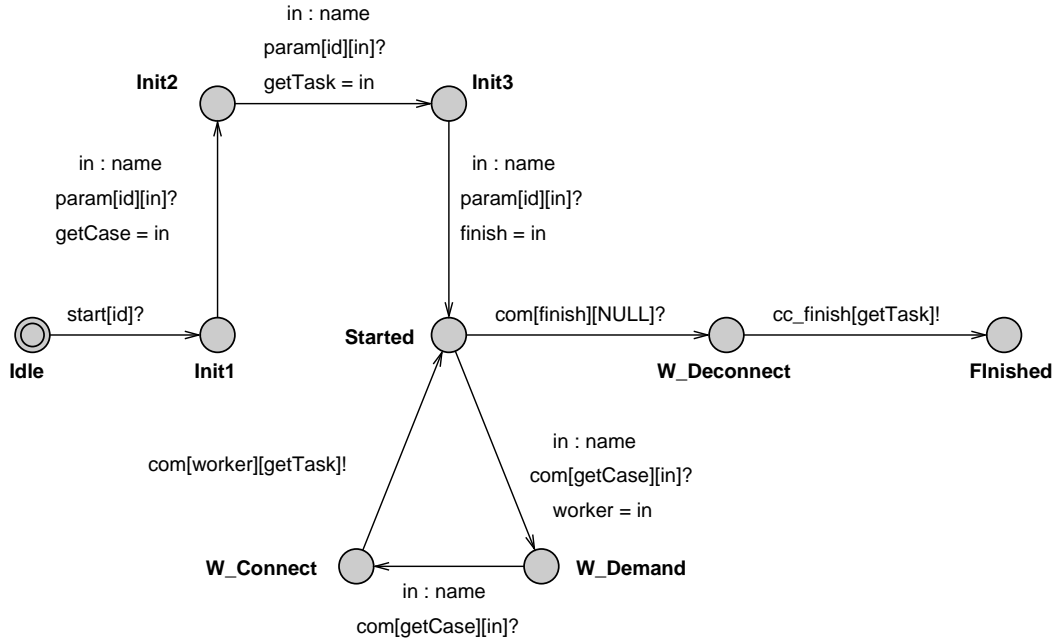 in : name
param[id][in]?
getTask = in
Init2
Init3
in : name
param[id][in]?
getCase = in
in : name
param[id][in]?
finish = in
start[id]?
com[finish][NULL]?
cc_finish[getTask]!
Started
Idle
Init1
W_Deconnect
FInished
in : name
com[getCase][in]?
worker = in
com[worker][getTask]!
W_Connect
W_Demand
in : name
com[getCase][in]?